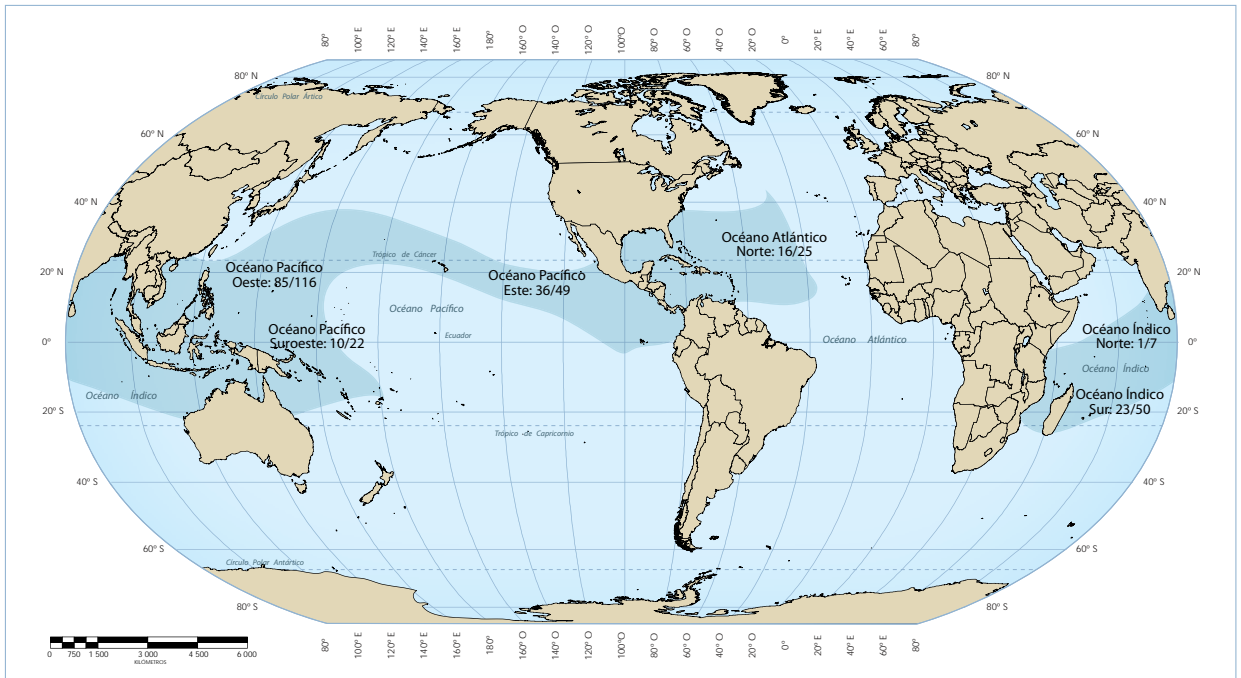 80°
100° E
120° E
140° E
160° E
180°
160° O
140° O
120° O
100°O
80° O
60° O
40° O
20° O
0°
20° E
40° E
60° E
80°
80° N
80° N
Círculo Polar Ártico
60° N
60° N
40° N
40° N
Océano Atlántico
Norte: 16/25
Trópico de Cáncer
20° N
Océano Pacífico
Oeste: 85/116
Océano Pacífico
Este: 36/49
20° N
Océano Pacífico
Océano Pacífico
Suroeste: 10/22
Ecuador
Océano Atlántico
Océano Índico
Norte: 1/7
0°
0°
Océano Índico
Océano Índico
Océano Índico
Sur: 23/50
20° S
20° S
Trópico de Capricornio
40° S
40° S
60° S
60° S
Círculo Polar Antártico
80° S
80° S
0 750 1 500 3 000 4 500 6 000
KILÓMETROS
80°
100° E
120° E
140° E
160° E
180°
160° O
140° O
120° O
100°O
80° O
60° O
40° O
20° O
0°
20° E
40° E
60° E
80°